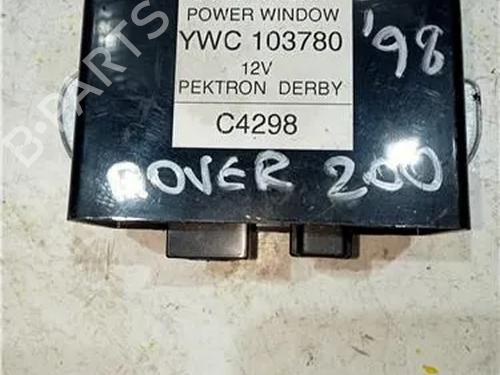 POWER WINDOW
YWC 103780
12V
PEKTRON DERBY
C4298
'98
ROVER 200
B-PARTS